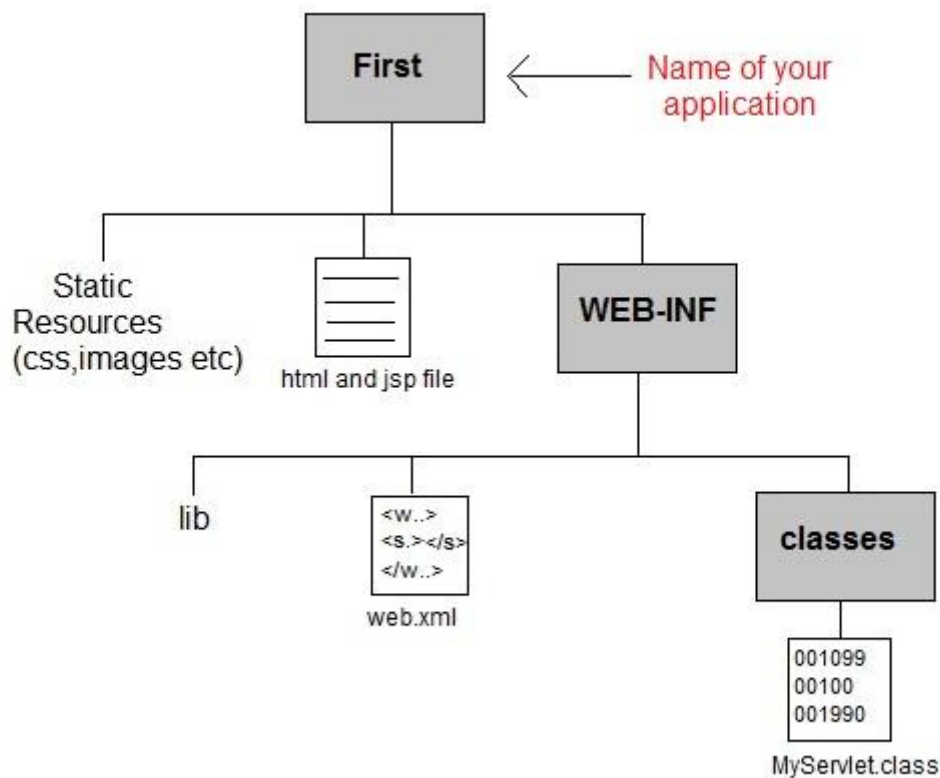 First
Name of your
application
Static
Resources
(css,images etc)
html and jsp file
WEB-INF
lib
<w..>
<s.></s>
</w..>
web.xml
classes
001099
00100
001990
MyServlet.class